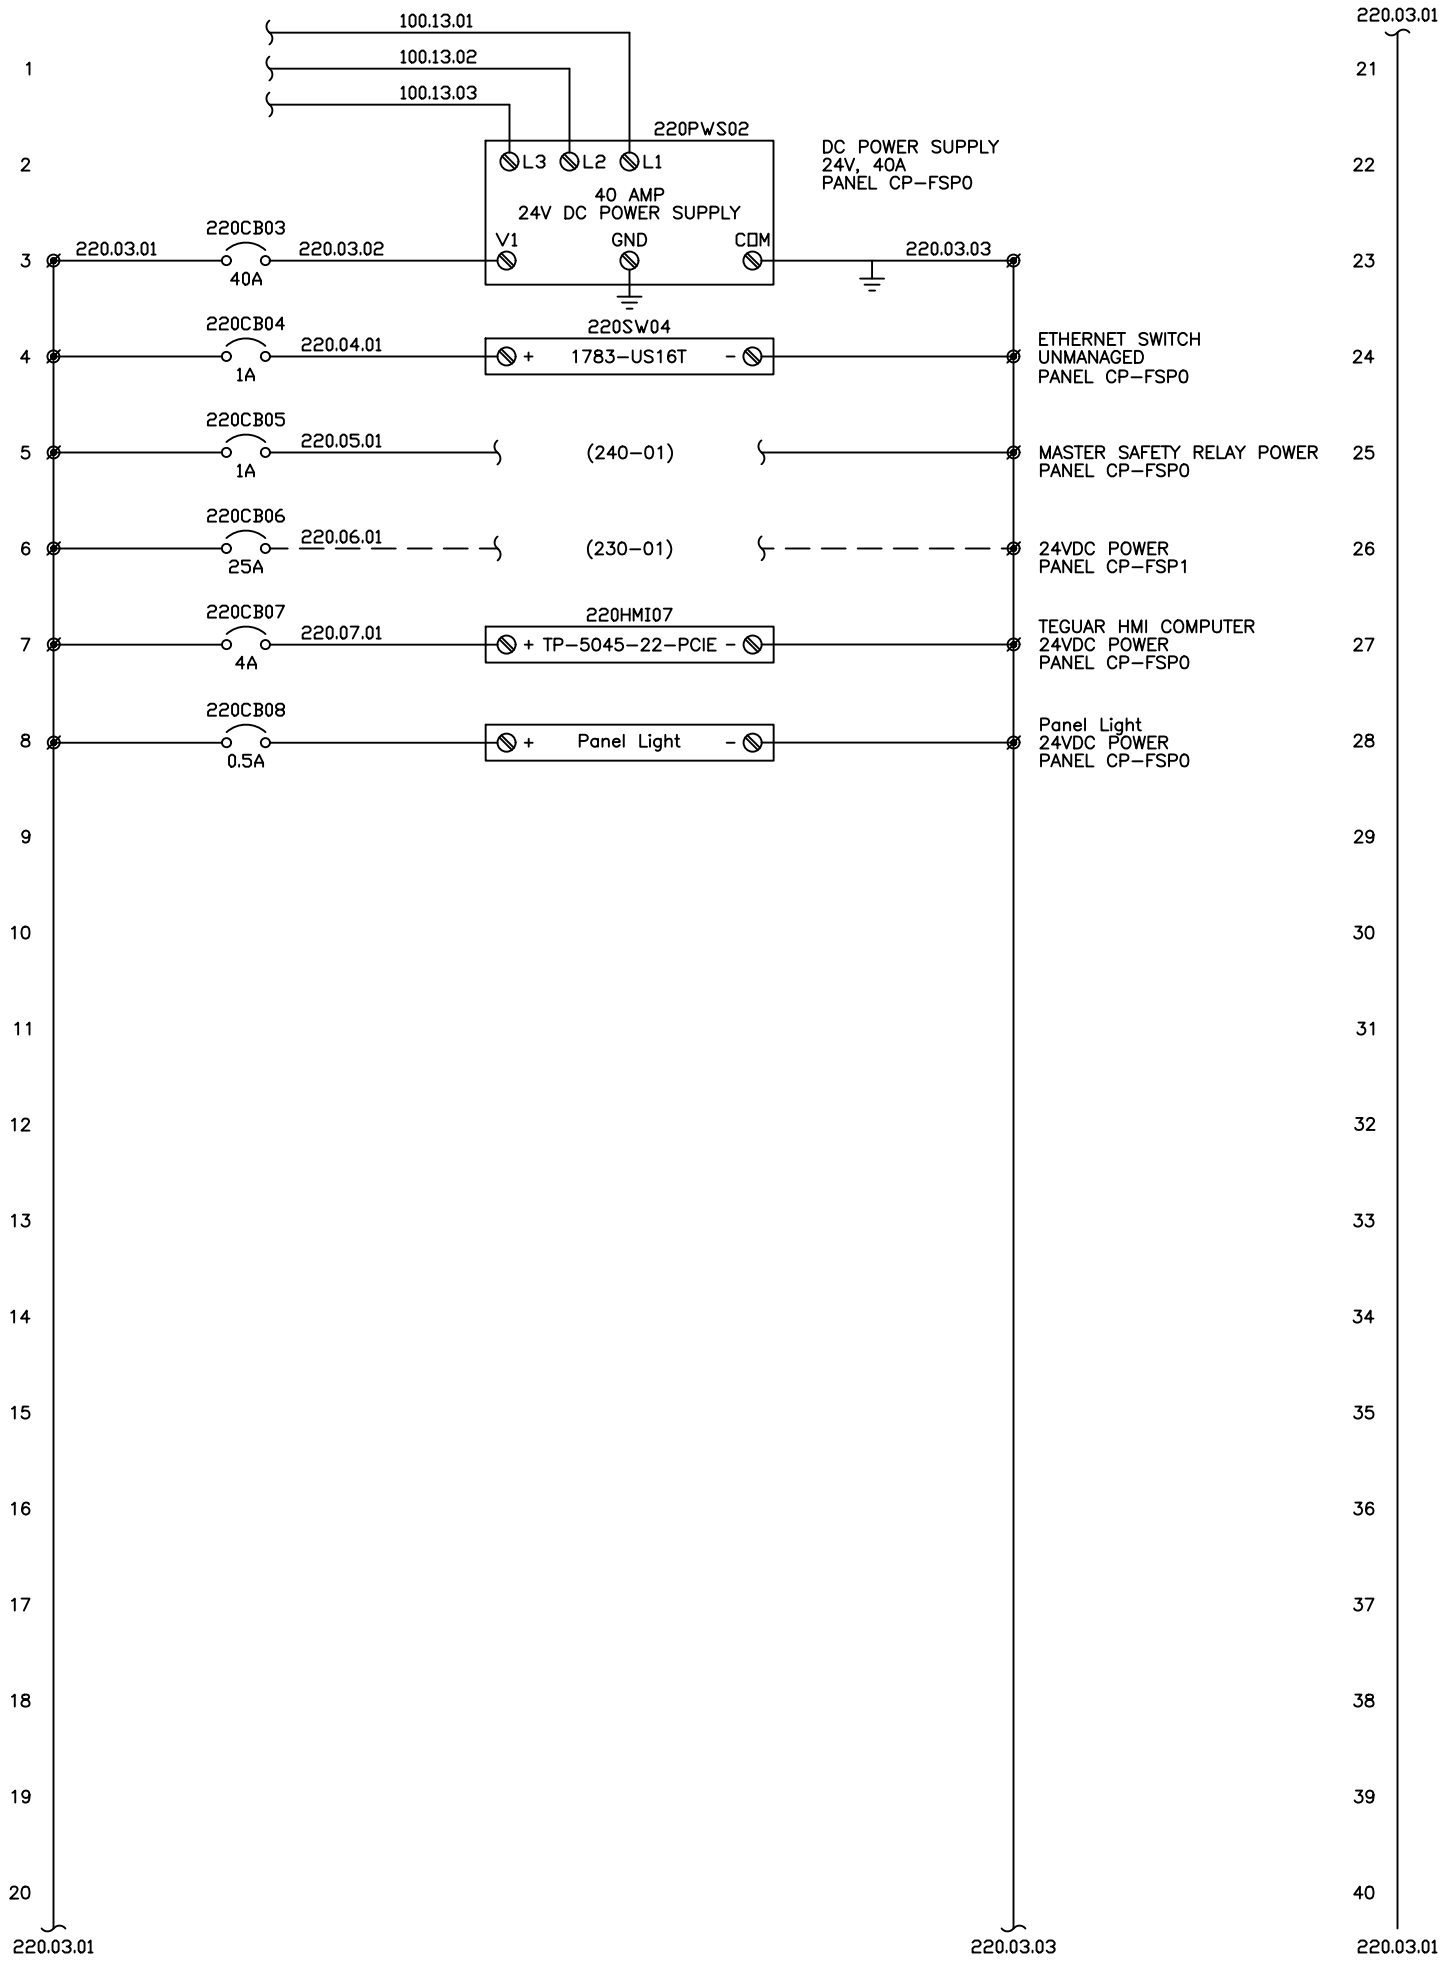 220.03.01
100.13.01
1
100.13.02
21
100.13.03
220PWS02
2
L3 L2 L1
DC POWER SUPPLY
24V, 40A
PANEL CP-FSP0
22
40 AMP
24V DC POWER SUPPLY
V1 GND COM
3
220.03.01
220CB03
40A
220.03.02
220.03.03
23
4
220CB04
1A
220.04.01
220SW04
+ 1783-US16T -
ETHERNET SWITCH
UNMANAGED
PANEL CP-FSP0
24
5
220CB05
1A
220.05.01
(240-01)
MASTER SAFETY RELAY POWER
PANEL CP-FSP0
25
6
220CB06
25A
220.06.01
(230-01)
24VDC POWER
PANEL CP-FSP1
26
7
220CB07
4A
220.07.01
220HMI07
+ TP-5045-22-PCIE -
TEGUAR HMI COMPUTER
24VDC POWER
PANEL CP-FSP0
27
8
220CB08
0.5A
+ Panel Light -
Panel Light
24VDC POWER
PANEL CP-FSP0
28
9 29
10 30
11 31
12 32
13 33
14 34
15 35
16 36
17 37
18 38
19 39
20 40
220.03.01 220.03.03 220.03.01